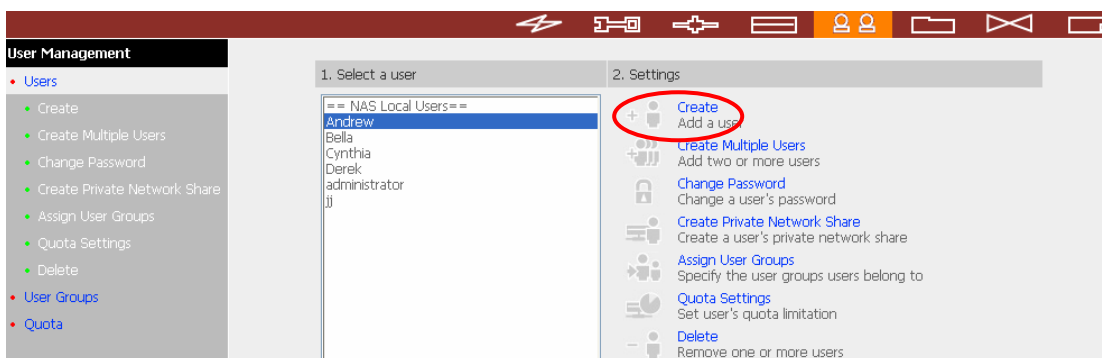 User Management
Users
Create
Create Multiple Users
Change Password
Create Private Network Share
Assign User Groups
Quota Settings
Delete
User Groups
Quota
1. Select a user
== NAS Local Users==
Andrew
Bella
Cynthia
Derek
administrator
jj
2. Settings
Create
Add a user
Create Multiple Users
Add two or more users
Change Password
Change a user's password
Create Private Network Share
Create a user's private network share
Assign User Groups
Specify the user groups users belong to
Quota Settings
Set user's quota limitation
Delete
Remove one or more users